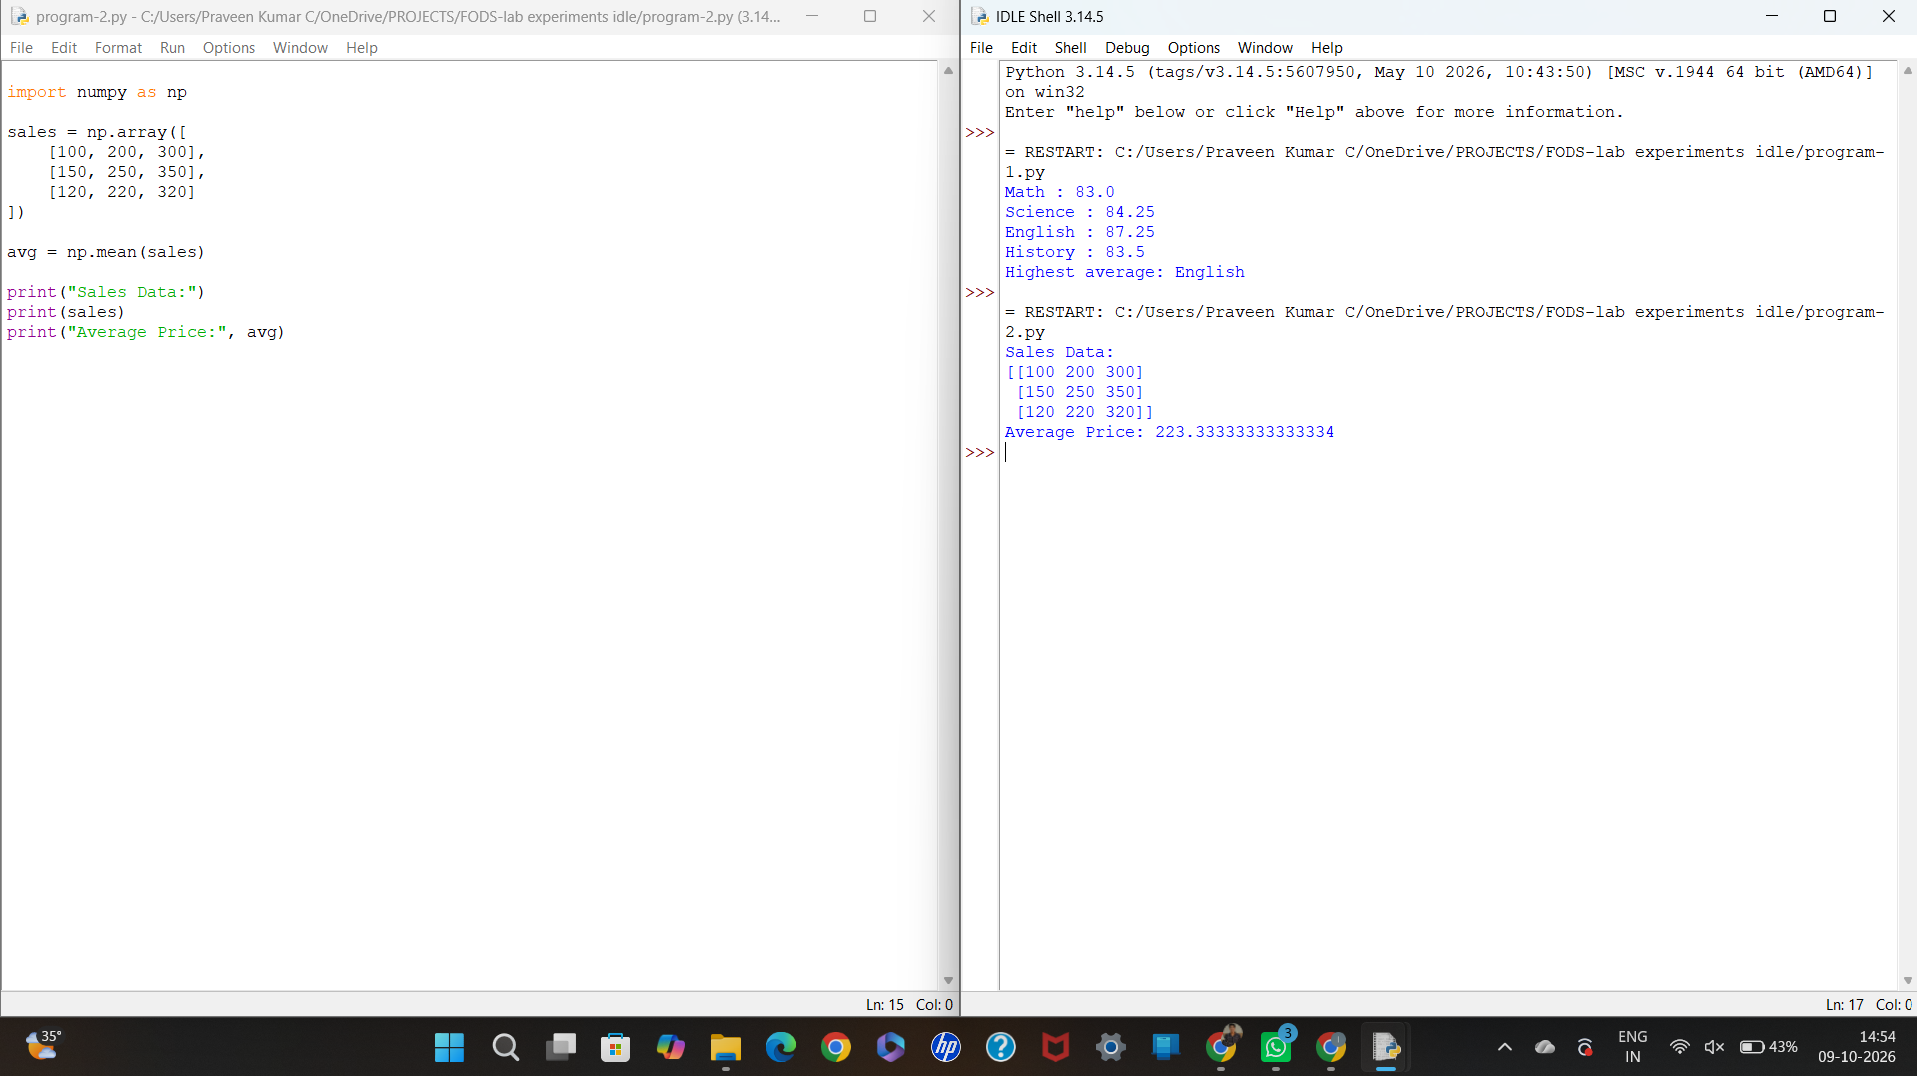 program-2.py - C:/Users/Praveen Kumar C/OneDrive/PROJECTS/FODS-lab experiments idle/program-2.py (3.14...
File Edit Format Run Options Window Help
import numpy as np
sales = np.array([
    [100, 200, 300],
    [150, 250, 350],
    [120, 220, 320]
])
avg = np.mean(sales)
print("Sales Data:")
print(sales)
print("Average Price:", avg)
Ln: 15 Col: 0
IDLE Shell 3.14.5
File Edit Shell Debug Options Window Help
Python 3.14.5 (tags/v3.14.5:5607950, May 10 2026, 10:43:50) [MSC v.1944 64 bit (AMD64)]
on win32
Enter "help" below or click "Help" above for more information.
>>>
= RESTART: C:/Users/Praveen Kumar C/OneDrive/PROJECTS/FODS-lab experiments idle/program-
1.py
Math : 83.0
Science : 84.25
English : 87.25
History : 83.5
Highest average: English
>>>
= RESTART: C:/Users/Praveen Kumar C/OneDrive/PROJECTS/FODS-lab experiments idle/program-
2.py
Sales Data:
[[100 200 300]
 [150 250 350]
 [120 220 320]]
Average Price: 223.33333333333334
>>>
Ln: 17 Col: 0
35°
hp
?
3
ENG
IN
43%
14:54
09-10-2026